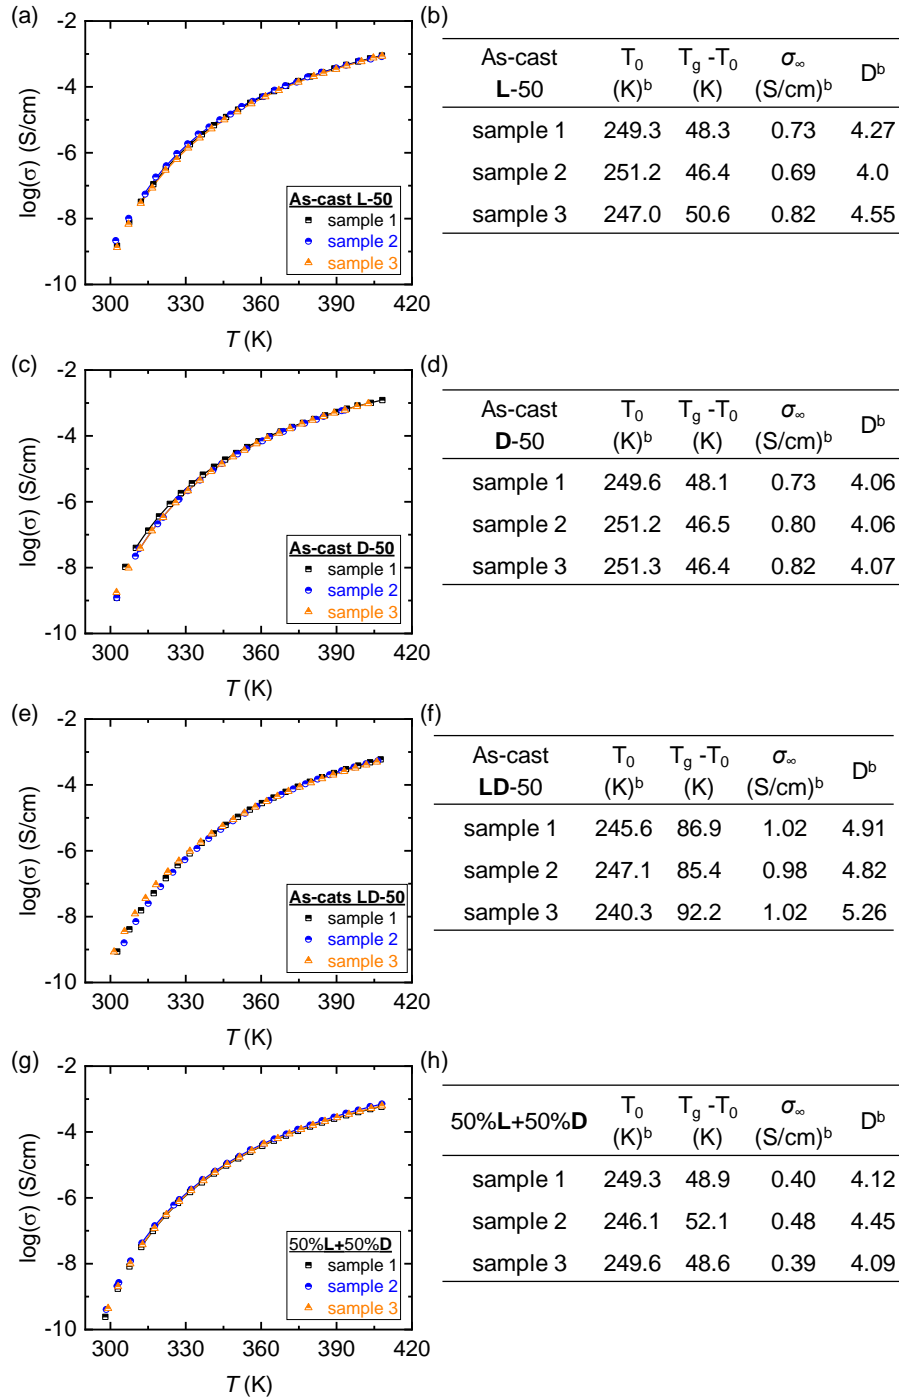 (a)
-2
-4
-6
-8
-10
log(σ) (S/cm)
300 330 360 390 420
T (K)
As-cast L-50
sample 1
sample 2
sample 3
(b)
As-cast L-50 T₀ (K)ᵇ T_g -T₀ (K) σ∞ (S/cm)ᵇ Dᵇ
sample 1 249.3 48.3 0.73 4.27
sample 2 251.2 46.4 0.69 4.0
sample 3 247.0 50.6 0.82 4.55
(c)
-2
-4
-6
-8
-10
log(σ) (S/cm)
300 330 360 390 420
T (K)
As-cast D-50
sample 1
sample 2
sample 3
(d)
As-cast D-50 T₀ (K)ᵇ T_g -T₀ (K) σ∞ (S/cm)ᵇ Dᵇ
sample 1 249.6 48.1 0.73 4.06
sample 2 251.2 46.5 0.80 4.06
sample 3 251.3 46.4 0.82 4.07
(e)
-2
-4
-6
-8
-10
log(σ) (S/cm)
300 330 360 390 420
T (K)
As-cats LD-50
sample 1
sample 2
sample 3
(f)
As-cast LD-50 T₀ (K)ᵇ T_g -T₀ (K) σ∞ (S/cm)ᵇ Dᵇ
sample 1 245.6 86.9 1.02 4.91
sample 2 247.1 85.4 0.98 4.82
sample 3 240.3 92.2 1.02 5.26
(g)
-2
-4
-6
-8
-10
log(σ) (S/cm)
300 330 360 390 420
T (K)
50%L+50%D
sample 1
sample 2
sample 3
(h)
50%L+50%D T₀ (K)ᵇ T_g -T₀ (K) σ∞ (S/cm)ᵇ Dᵇ
sample 1 249.3 48.9 0.40 4.12
sample 2 246.1 52.1 0.48 4.45
sample 3 249.6 48.6 0.39 4.09